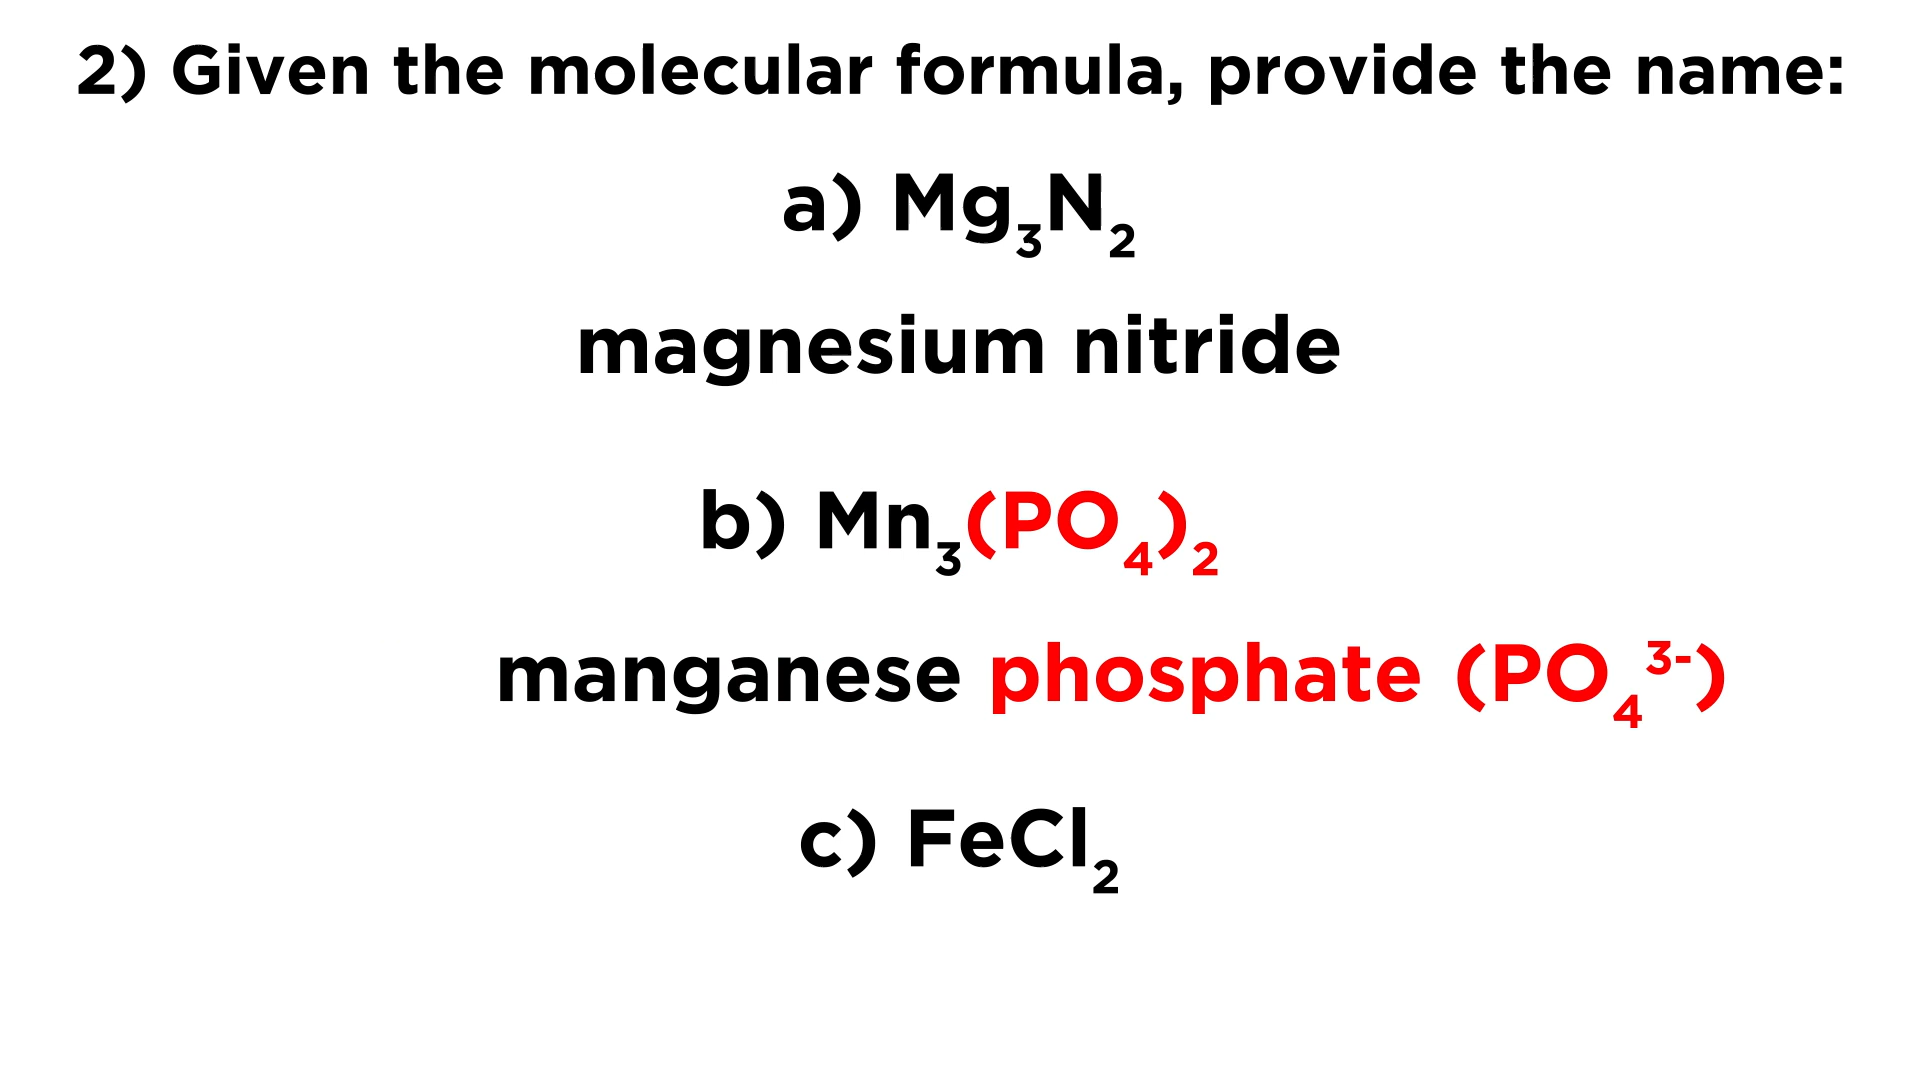 2) Given the molecular formula, provide the name:
a) Mg₃N₂
magnesium nitride
b) Mn₃(PO₄)₂
manganese phosphate (PO₄³⁻)
c) FeCl₂